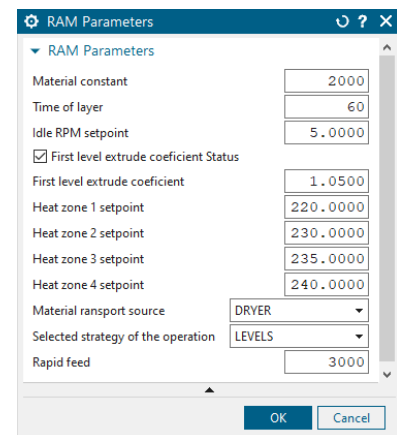 RAM Parameters
RAM Parameters
Material constant 2000
Time of layer 60
Idle RPM setpoint 5.0000
First level extrude coeficient Status
First level extrude coeficient 1.0500
Heat zone 1 setpoint 220.0000
Heat zone 2 setpoint 230.0000
Heat zone 3 setpoint 235.0000
Heat zone 4 setpoint 240.0000
Material ransport source DRYER
Selected strategy of the operation LEVELS
Rapid feed 3000
OK Cancel